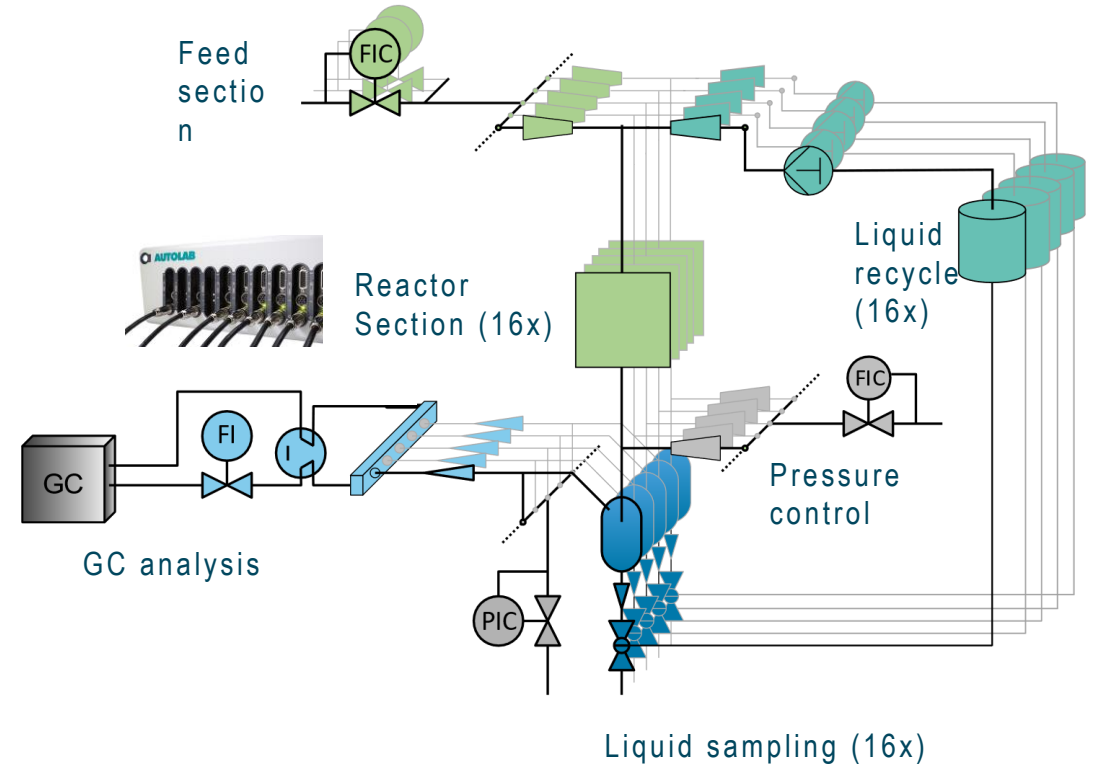 Feed
sectio
n
FIC
AUTOLAB
Reactor
Section (16x)
Liquid
recycle
(16x)
FIC
Pressure
control
FI
I
GC
GC analysis
PIC
Liquid sampling (16x)